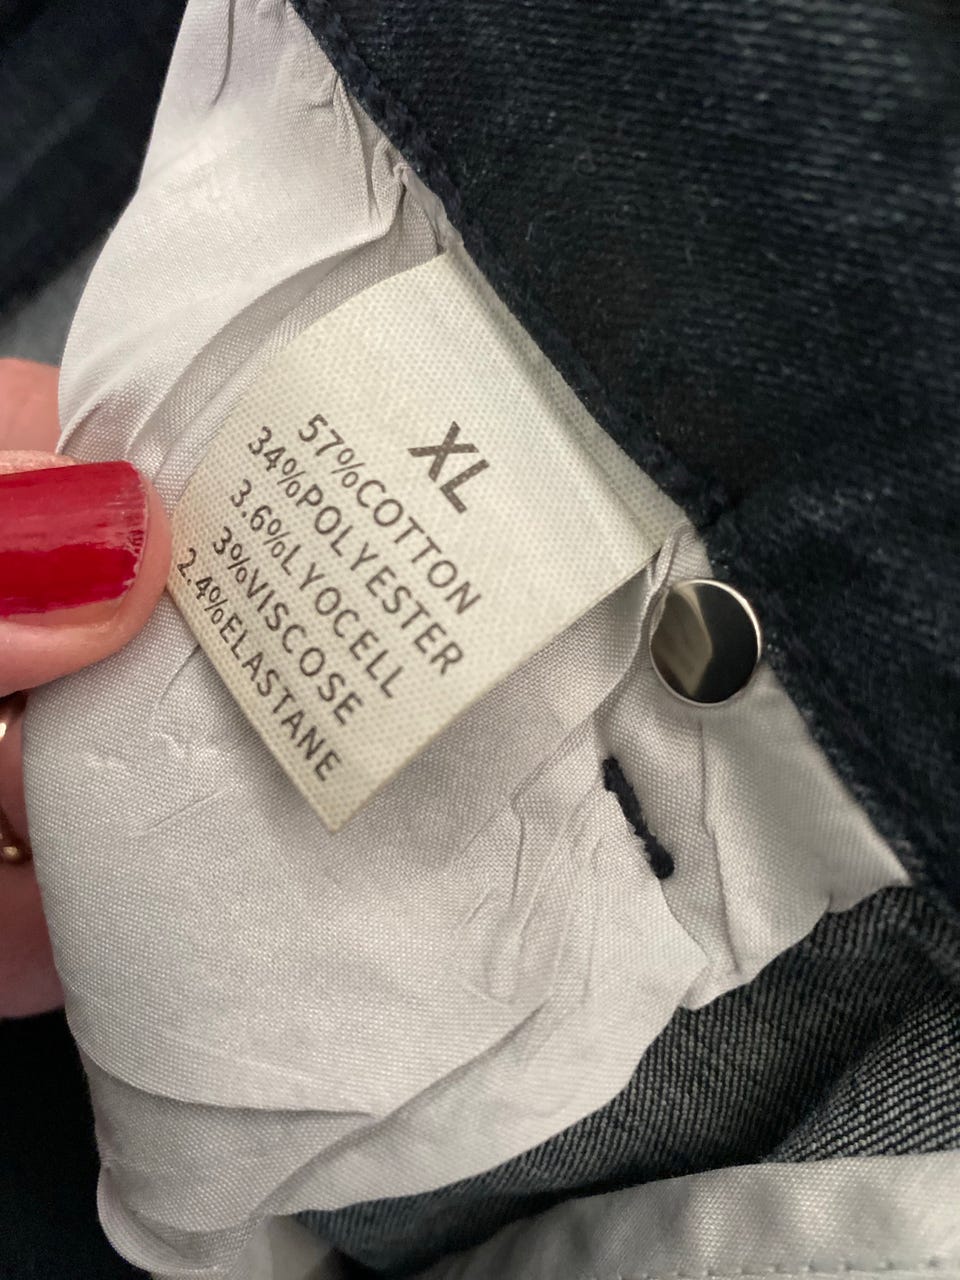 XL
57%COTTON
34%POLYESTER
3.6%LYOCELL
3%VISCOSE
2.4%ELASTANE